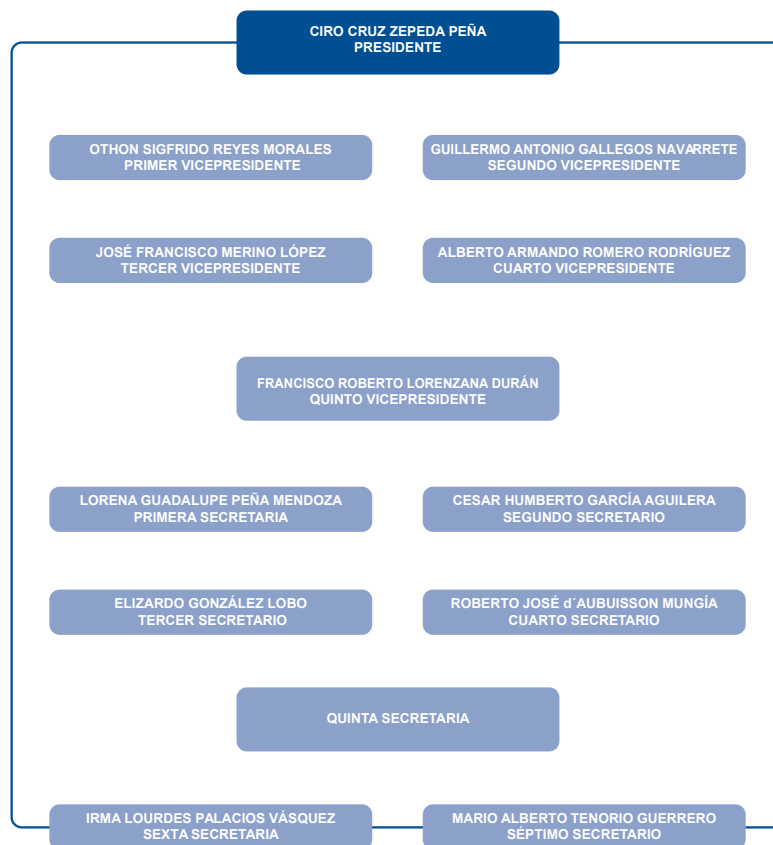 CIRO CRUZ ZEPEDA PEÑA
PRESIDENTE
OTHON SIGFRIDO REYES MORALES
PRIMER VICEPRESIDENTE
GUILLERMO ANTONIO GALLEGOS NAVARRETE
SEGUNDO VICEPRESIDENTE
JOSÉ FRANCISCO MERINO LÓPEZ
TERCER VICEPRESIDENTE
ALBERTO ARMANDO ROMERO RODRÍGUEZ
CUARTO VICEPRESIDENTE
FRANCISCO ROBERTO LORENZANA DURÁN
QUINTO VICEPRESIDENTE
LORENA GUADALUPE PEÑA MENDOZA
PRIMERA SECRETARIA
CESAR HUMBERTO GARCÍA AGUILERA
SEGUNDO SECRETARIO
ELIZARDO GONZÁLEZ LOBO
TERCER SECRETARIO
ROBERTO JOSÉ d´AUBUISSON MUNGÍA
CUARTO SECRETARIO
QUINTA SECRETARIA
IRMA LOURDES PALACIOS VÁSQUEZ
SEXTA SECRETARIA
MARIO ALBERTO TENORIO GUERRERO
SÉPTIMO SECRETARIO